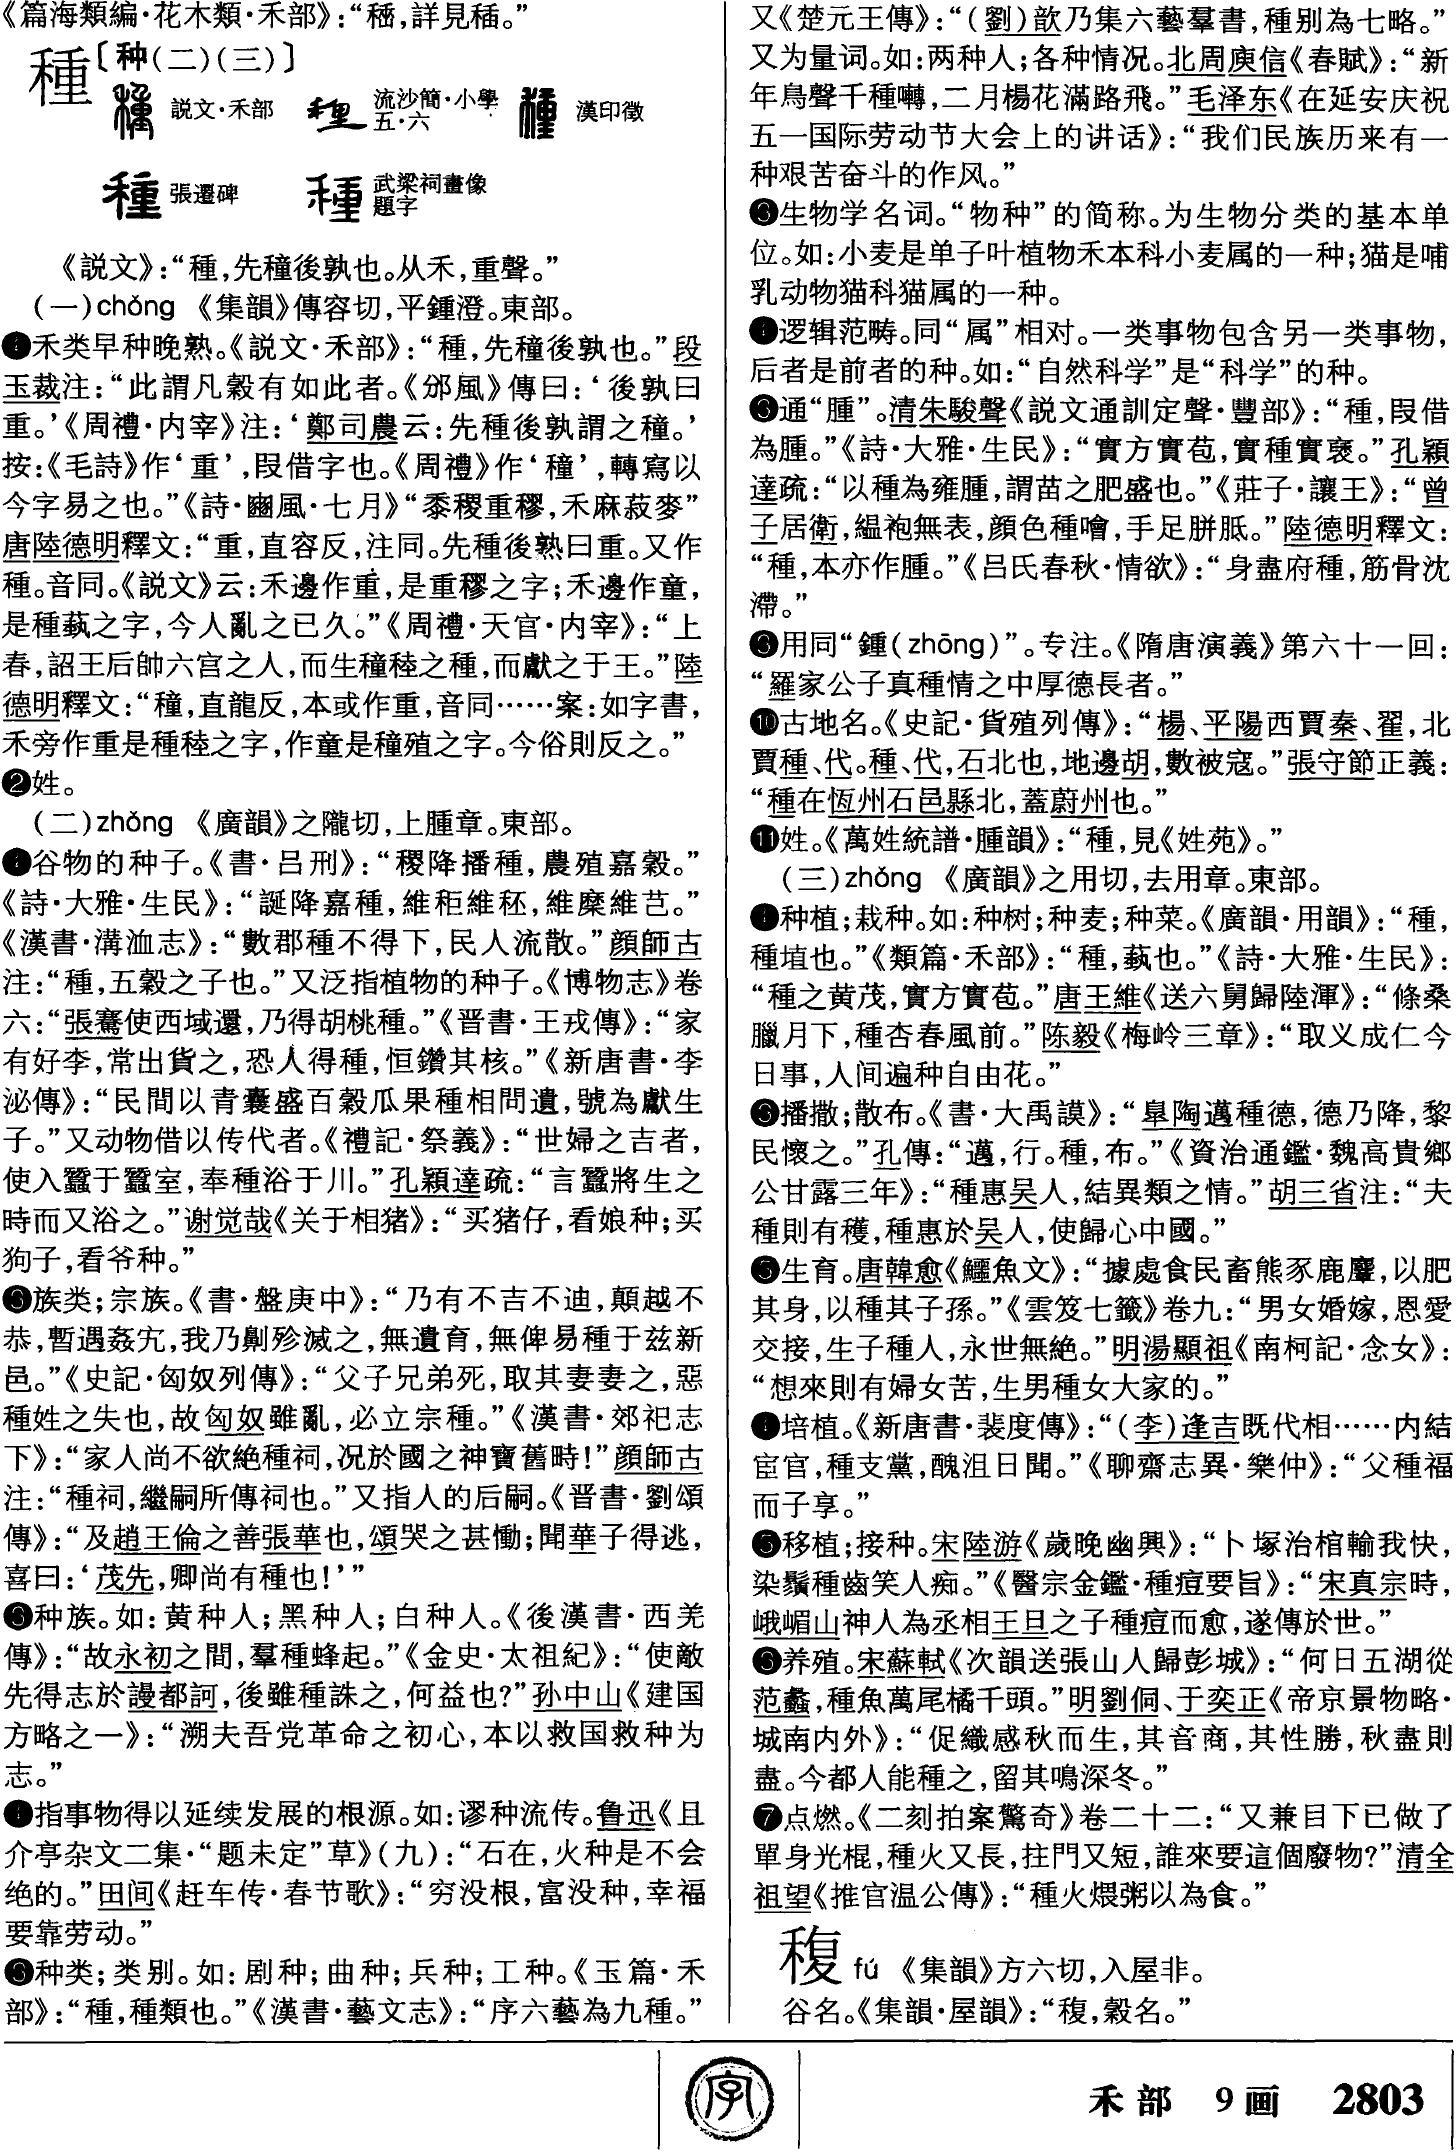 《篇海類編·花木類·禾部》：“䅵，詳見䅵。”
種〔种(二)(三)〕
説文·禾部
流沙簡·小學五·六
漢印徵
張遷碑
武梁祠畫像題字
《説文》：“種，先穜後孰也。从禾，重聲。”
(一)chóng 《集韻》傳容切，平鍾澄。東部。
❶禾类早种晚熟。《説文·禾部》：“種，先穜後孰也。”段
玉裁注：“此謂凡穀有如此者。《邠風》傳曰：‘後孰曰
重。’《周禮·内宰》注：‘鄭司農云：先種後孰謂之穜。’
按：《毛詩》作‘重’，叚借字也。《周禮》作‘穜’，轉寫以
今字易之也。”《詩·豳風·七月》“黍稷重穋，禾麻菽麥”
唐陸德明釋文：“重，直容反，注同。先種後熟曰重。又作
種。音同。《説文》云：禾邊作重，是重穋之字；禾邊作童，
是種蓺之字，今人亂之已久。”《周禮·天官·内宰》：“上
春，詔王后帥六宫之人，而生穜稑之種，而獻之于王。”陸
德明釋文：“穜，直龍反，本或作重，音同……案：如字書，
禾旁作重是種稑之字，作童是穜殖之字。今俗則反之。”
❷姓。
(二)zhǒng 《廣韻》之隴切，上腫章。東部。
❶谷物的种子。《書·吕刑》：“稷降播種，農殖嘉穀。”
《詩·大雅·生民》：“誕降嘉種，維秬維秠，維穈維芑。”
《漢書·溝洫志》：“數郡種不得下，民人流散。”顔師古
注：“種，五穀之子也。”又泛指植物的种子。《博物志》卷
六：“張騫使西域還，乃得胡桃種。”《晋書·王戎傳》：“家
有好李，常出貨之，恐人得種，恒鑽其核。”《新唐書·李
泌傳》：“民間以青囊盛百穀瓜果種相問遺，號為獻生
子。”又动物借以传代者。《禮記·祭義》：“世婦之吉者，
使入蠶于蠶室，奉種浴于川。”孔穎達疏：“言蠶將生之
時而又浴之。”谢觉哉《关于相猪》：“买猪仔，看娘种；买
狗子，看爷种。”
❷族类；宗族。《書·盤庚中》：“乃有不吉不迪，顛越不
恭，暫遇姦宄，我乃劓殄滅之，無遺育，無俾易種于兹新
邑。”《史記·匈奴列傳》：“父子兄弟死，取其妻妻之，惡
種姓之失也，故匈奴雖亂，必立宗種。”《漢書·郊祀志
下》：“家人尚不欲絶種祠，况於國之神寶舊畤！”顔師古
注：“種祠，繼嗣所傳祠也。”又指人的后嗣。《晋書·劉頌
傳》：“及趙王倫之善張華也，頌哭之甚慟；聞華子得逃，
喜曰：‘茂先，卿尚有種也！’”
❸种族。如：黄种人；黑种人；白种人。《後漢書·西羌
傳》：“故永初之間，羣種蜂起。”《金史·太祖紀》：“使敵
先得志於謾都訶，後雖種誅之，何益也？”孙中山《建国
方略之一》：“溯夫吾党革命之初心，本以救国救种为
志。”
❹指事物得以延续发展的根源。如：谬种流传。鲁迅《且
介亭杂文二集·“题未定”草》(九)：“石在，火种是不会
绝的。”田间《赶车传·春节歌》：“穷没根，富没种，幸福
要靠劳动。”
❺种类；类别。如：剧种；曲种；兵种；工种。《玉篇·禾
部》：“種，種類也。”《漢書·藝文志》：“序六藝為九種。”
又《楚元王傳》：“(劉)歆乃集六藝羣書，種别為七略。”
又为量词。如：两种人；各种情况。北周庾信《春賦》：“新
年鳥聲千種囀，二月楊花滿路飛。”毛泽东《在延安庆祝
五一国际劳动节大会上的讲话》：“我们民族历来有一
种艰苦奋斗的作风。”
❻生物学名词。“物种”的简称。为生物分类的基本单
位。如：小麦是单子叶植物禾本科小麦属的一种；猫是哺
乳动物猫科猫属的一种。
❼逻辑范畴。同“属”相对。一类事物包含另一类事物，
后者是前者的种。如：“自然科学”是“科学”的种。
❽通“腫”。清朱駿聲《説文通訓定聲·豐部》：“種，叚借
為腫。”《詩·大雅·生民》：“實方實苞，實種實褎。”孔穎
達疏：“以種為雍腫，謂苗之肥盛也。”《莊子·讓王》：“曾
子居衛，緼袍無表，顔色種噲，手足胼胝。”陸德明釋文：
“種，本亦作腫。”《吕氏春秋·情欲》：“身盡府種，筋骨沈
滯。”
❾用同“鍾(zhōng)”。专注。《隋唐演義》第六十一回：
“羅家公子真種情之中厚德長者。”
❿古地名。《史記·貨殖列傳》：“楊、平陽西賈秦、翟，北
賈種、代。種、代，石北也，地邊胡，數被寇。”張守節正義：
“種在恆州石邑縣北，蓋蔚州也。”
⓫姓。《萬姓統譜·腫韻》：“種，見《姓苑》。”
(三)zhǒng 《廣韻》之用切，去用章。東部。
❶种植；栽种。如：种树；种麦；种菜。《廣韻·用韻》：“種，
種埴也。”《類篇·禾部》：“種，蓺也。”《詩·大雅·生民》：
“種之黄茂，實方實苞。”唐王維《送六舅歸陸渾》：“條桑
臘月下，種杏春風前。”陈毅《梅岭三章》：“取义成仁今
日事，人间遍种自由花。”
❷播撒；散布。《書·大禹謨》：“臯陶邁種德，德乃降，黎
民懷之。”孔傳：“邁，行。種，布。”《資治通鑑·魏高貴鄉
公甘露三年》：“種惠吴人，結異類之情。”胡三省注：“夫
種則有穫，種惠於吴人，使歸心中國。”
❸生育。唐韓愈《鱷魚文》：“據處食民畜熊豕鹿麞，以肥
其身，以種其子孫。”《雲笈七籤》卷九：“男女婚嫁，恩愛
交接，生子種人，永世無絶。”明湯顯祖《南柯記·念女》：
“想來則有婦女苦，生男種女大家的。”
❹培植。《新唐書·裴度傳》：“(李)逢吉既代相……内結
宦官，種支黨，醜沮日聞。”《聊齋志異·樂仲》：“父種福
而子享。”
❺移植；接种。宋陸游《歲晚幽興》：“卜塚治棺輸我快，
染鬚種齒笑人痴。”《醫宗金鑑·種痘要旨》：“宋真宗時，
峨嵋山神人為丞相王旦之子種痘而愈，遂傳於世。”
❻养殖。宋蘇軾《次韻送張山人歸彭城》：“何日五湖從
范蠡，種魚萬尾橘千頭。”明劉侗、于奕正《帝京景物略·
城南内外》：“促織感秋而生，其音商，其性勝，秋盡則
盡。今都人能種之，留其鳴深冬。”
❼点燃。《二刻拍案驚奇》卷二十二：“又兼目下已做了
單身光棍，種火又長，拄門又短，誰來要這個廢物？”清全
祖望《推官温公傳》：“種火煨粥以為食。”
稪 fú 《集韻》方六切，入屋非。
谷名。《集韻·屋韻》：“稪，穀名。”
字
禾部 9画 2803